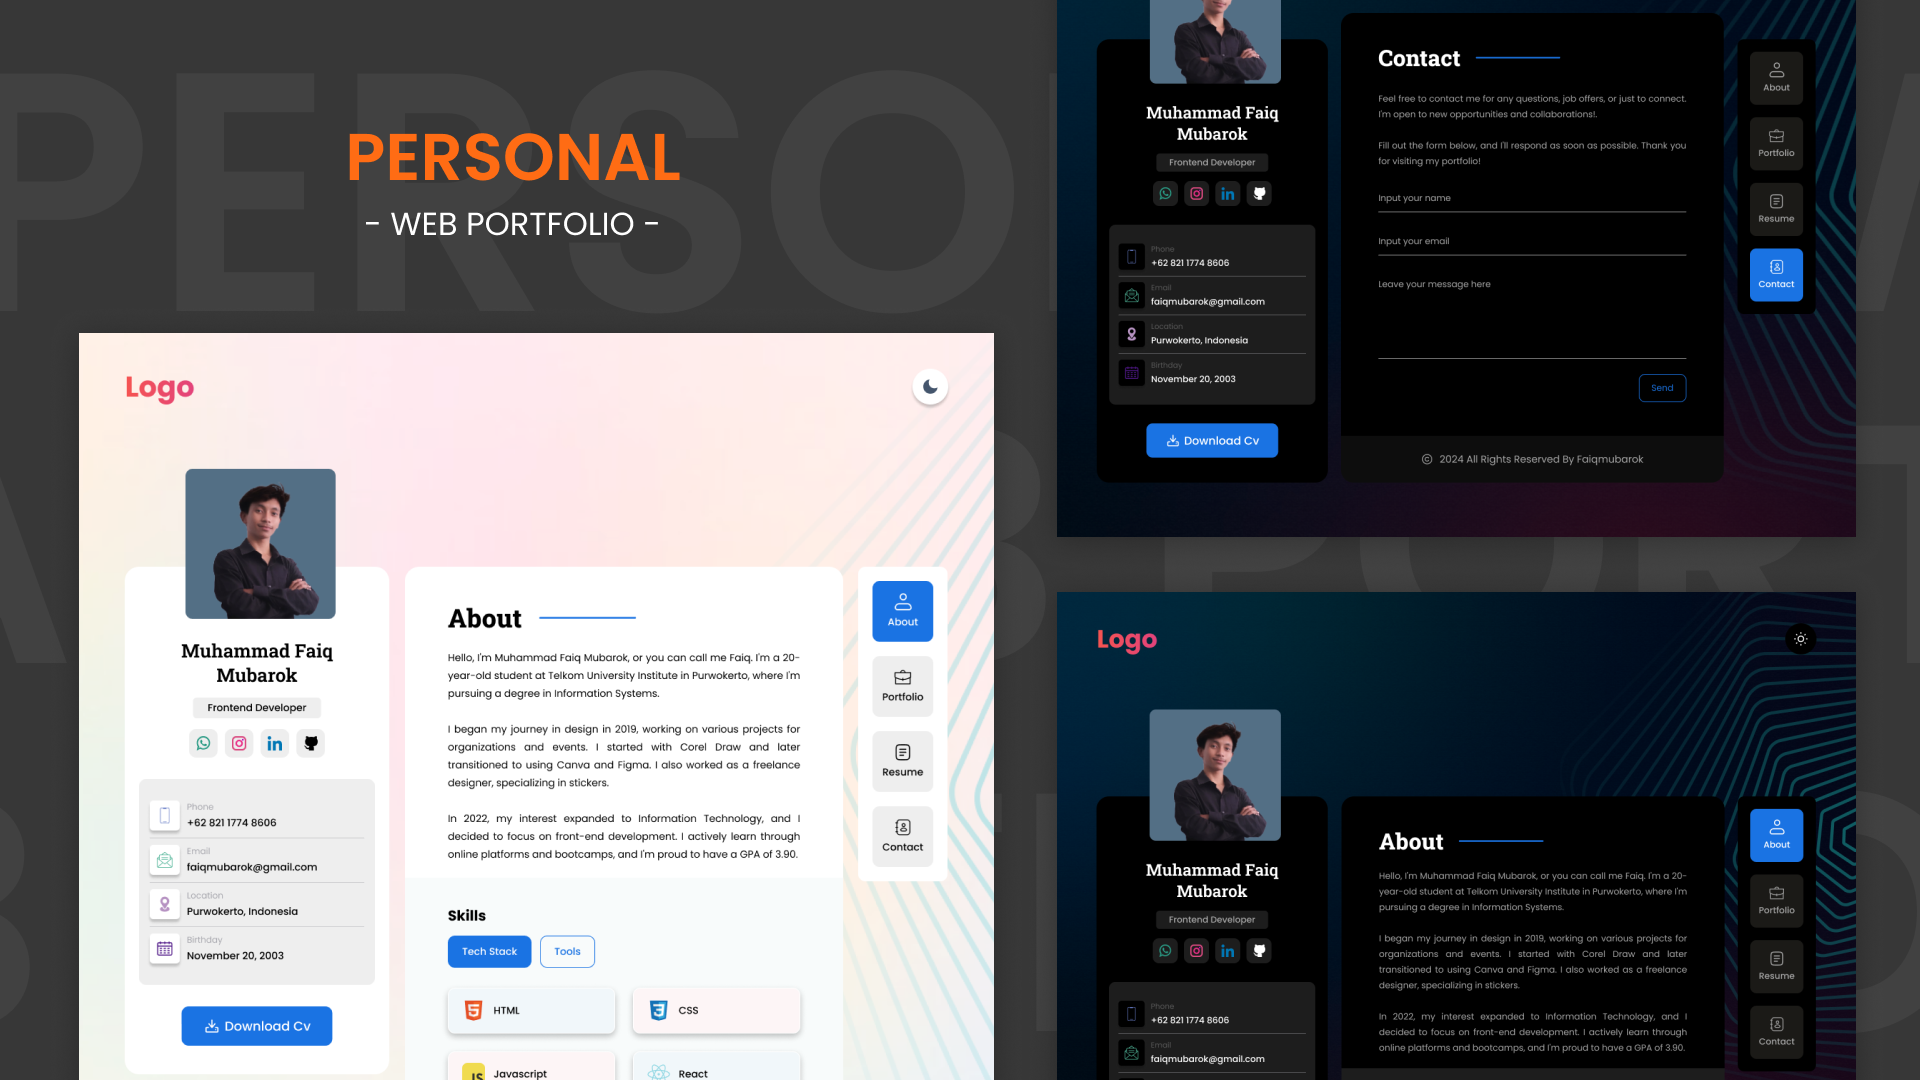 PERSONAL
- WEB PORTFOLIO -
Logo
Muhammad Faiq
Mubarok
Frontend Developer
Phone
+62 821 1774 8606
Email
faiqmubarok@gmail.com
Location
Purwokerto, Indonesia
Birthday
November 20, 2003
Download Cv
About
Hello, I'm Muhammad Faiq Mubarok, or you can call me Faiq. I'm a 20-
year-old student at Telkom University Institute in Purwokerto, where I'm
pursuing a degree in Information Systems.
I began my journey in design in 2019, working on various projects for
organizations and events. I started with Corel Draw and later
transitioned to using Canva and Figma. I also worked as a freelance
designer, specializing in stickers.
In 2022, my interest expanded to Information Technology, and I
decided to focus on front-end development. I actively learn through
online platforms and bootcamps, and I'm proud to have a GPA of 3.90.
Skills
Tech Stack
Tools
HTML
CSS
JS Javascript
React
About
Portfolio
Resume
Contact
Muhammad Faiq
Mubarok
Frontend Developer
Phone
+62 821 1774 8606
Email
faiqmubarok@gmail.com
Location
Purwokerto, Indonesia
Birthday
November 20, 2003
Download Cv
Contact
Feel free to contact me for any questions, job offers, or just to connect.
I'm open to new opportunities and collaborations!.
Fill out the form below, and I'll respond as soon as possible. Thank you
for visiting my portfolio!
Input your name
Input your email
Leave your message here
Send
© 2024 All Rights Reserved By Faiqmubarok
About
Portfolio
Resume
Contact
Logo
Muhammad Faiq
Mubarok
Frontend Developer
Phone
+62 821 1774 8606
Email
faiqmubarok@gmail.com
About
Hello, I'm Muhammad Faiq Mubarok, or you can call me Faiq. I'm a 20-
year-old student at Telkom University Institute in Purwokerto, where I'm
pursuing a degree in Information Systems.
I began my journey in design in 2019, working on various projects for
organizations and events. I started with Corel Draw and later
transitioned to using Canva and Figma. I also worked as a freelance
designer, specializing in stickers.
In 2022, my interest expanded to Information Technology, and I
decided to focus on front-end development. I actively learn through
online platforms and bootcamps, and I'm proud to have a GPA of 3.90.
About
Portfolio
Resume
Contact